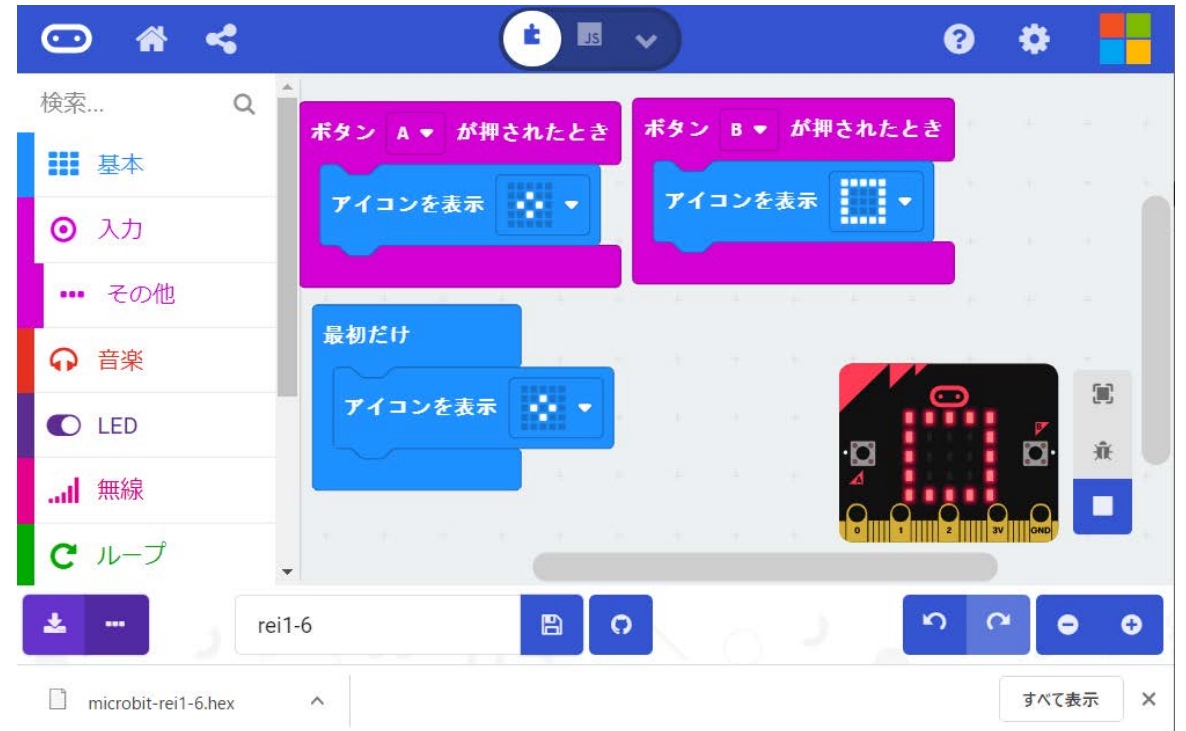 JS
検索...
基本
入力
その他
音楽
LED
無線
ループ
ボタン A が押されたとき
アイコンを表示
ボタン B が押されたとき
アイコンを表示
最初だけ
アイコンを表示
B
A
0 1 2 3V GND
rei1-6
microbit-rei1-6.hex
すべて表示